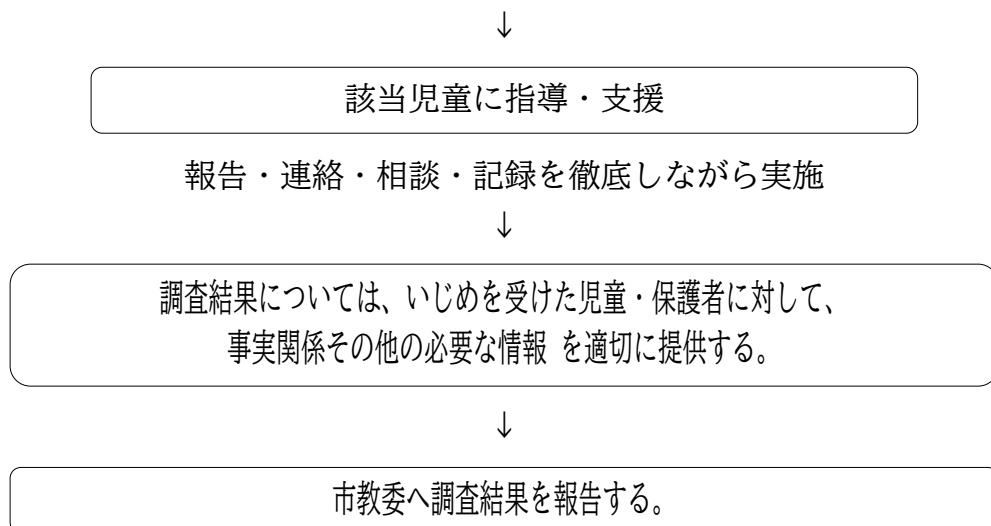 ↓
該当児童に指導・支援
報告・連絡・相談・記録を徹底しながら実施
↓
調査結果については、いじめを受けた児童・保護者に対して、
事実関係その他の必要な情報 を適切に提供する。
↓
市教委へ調査結果を報告する。